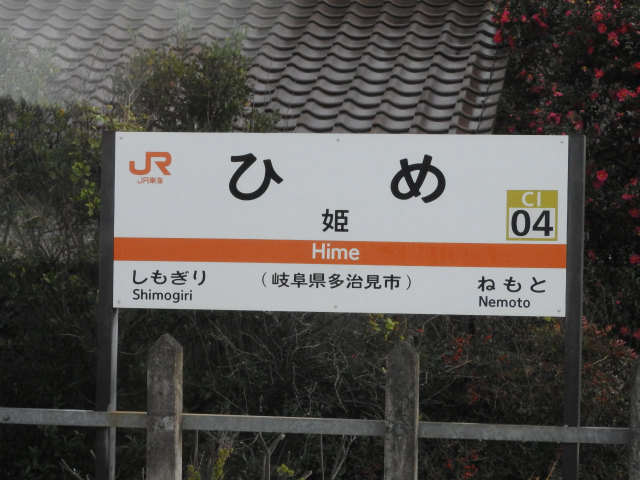 JR
JR東海
ひめ
姫
CI
04
Hime
しもぎり
Shimogiri
(岐阜県多治見市)
ねもと
Nemoto